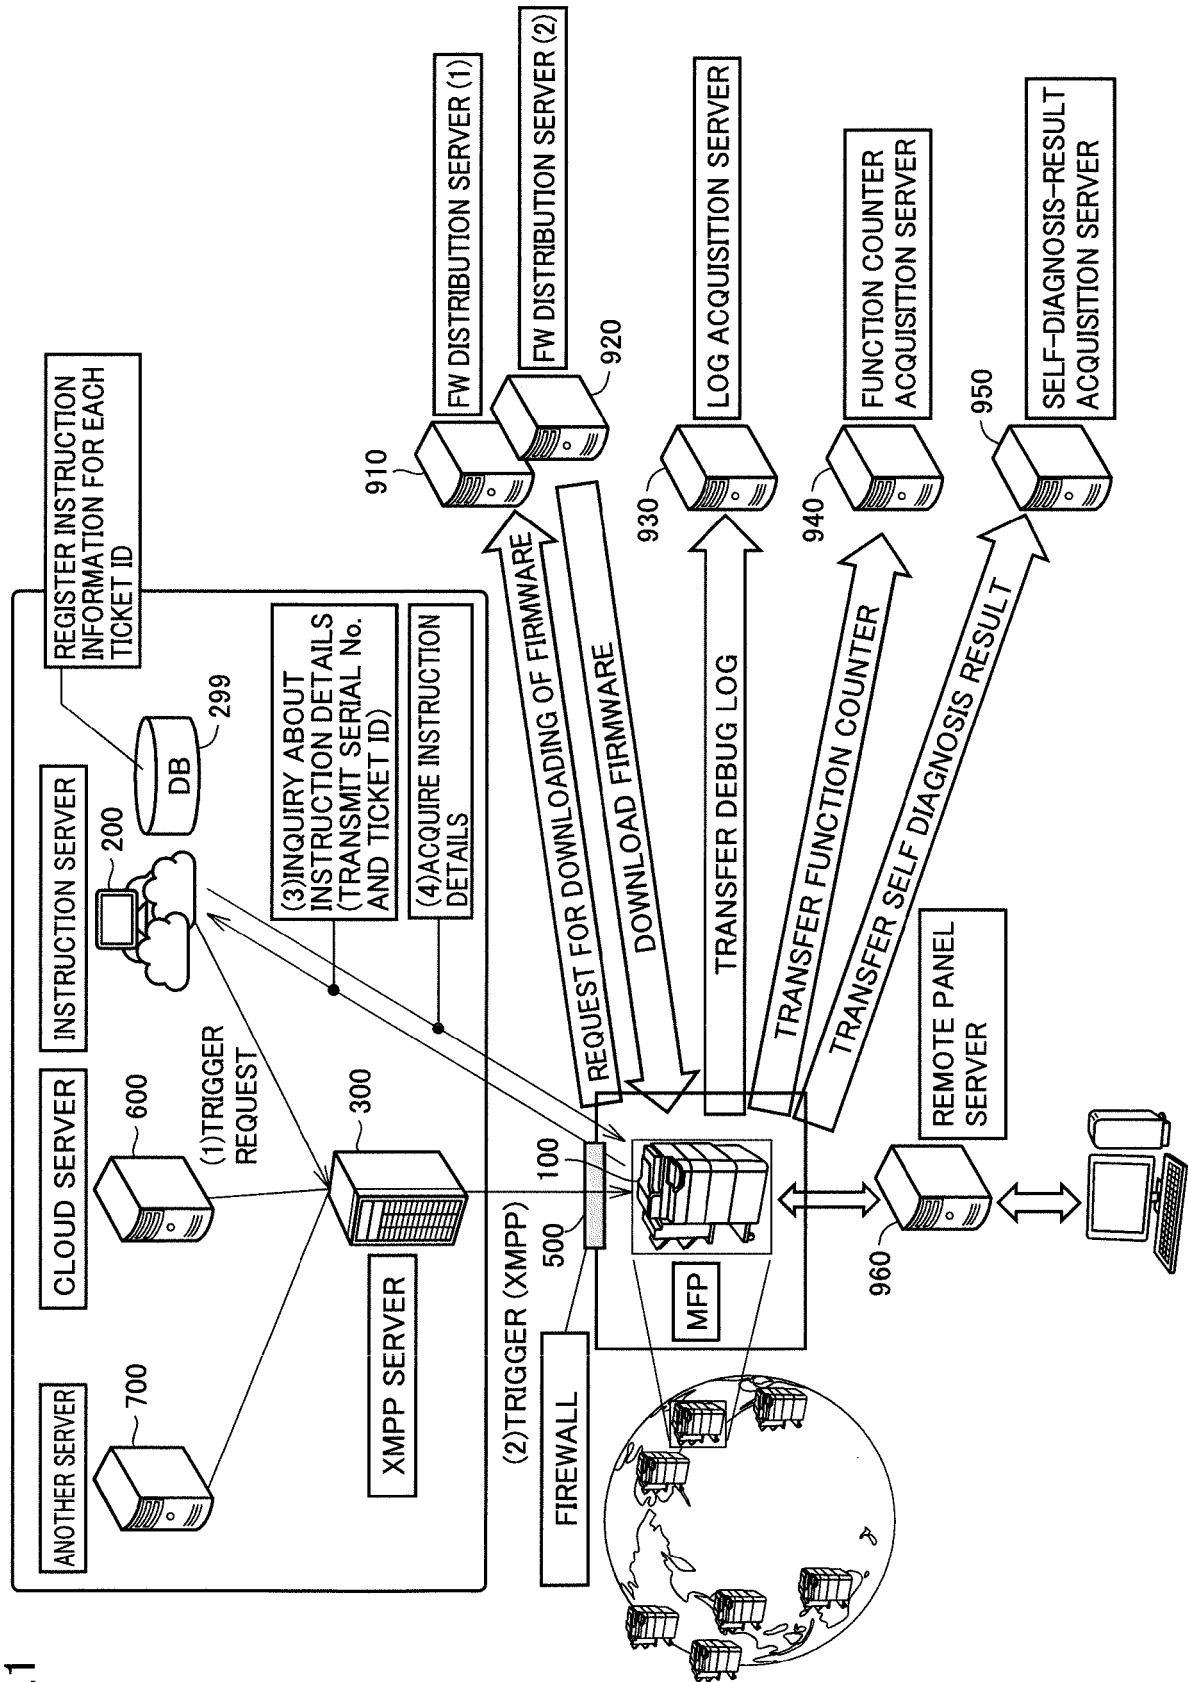 .1
ANOTHER SERVER
700
CLOUD SERVER
600
INSTRUCTION SERVER
200
DB
299
REGISTER INSTRUCTION
INFORMATION FOR EACH
TICKET ID
(1)TRIGGER
REQUEST
XMPP SERVER
300
(3)INQUIRY ABOUT
INSTRUCTION DETAILS
(TRANSMIT SERIAL No.
AND TICKET ID)
(4)ACQUIRE INSTRUCTION
DETAILS
(2)TRIGGER (XMPP)
FIREWALL
500
100
MFP
REQUEST FOR DOWNLOADING OF FIRMWARE
DOWNLOAD FIRMWARE
TRANSFER DEBUG LOG
TRANSFER FUNCTION COUNTER
TRANSFER SELF DIAGNOSIS RESULT
910
FW DISTRIBUTION SERVER (1)
920
FW DISTRIBUTION SERVER (2)
930
LOG ACQUISITION SERVER
940
FUNCTION COUNTER
ACQUISITION SERVER
950
SELF-DIAGNOSIS-RESULT
ACQUISITION SERVER
960
REMOTE PANEL
SERVER